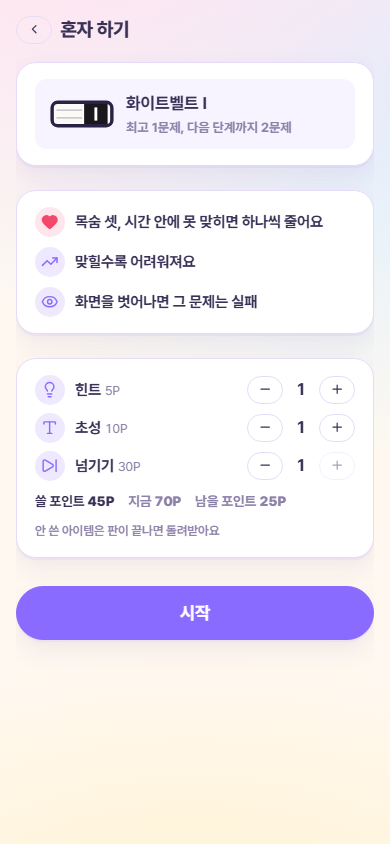 혼자 하기
화이트벨트 I
최고 1문제, 다음 단계까지 2문제
목숨 셋, 시간 안에 못 맞히면 하나씩 줄어요
맞힐수록 어려워져요
화면을 벗어나면 그 문제는 실패
힌트 5P − 1 +
초성 10P − 1 +
넘기기 30P − 1 +
쓸 포인트 45P 지금 70P 남을 포인트 25P
안 쓴 아이템은 판이 끝나면 돌려받아요
시작